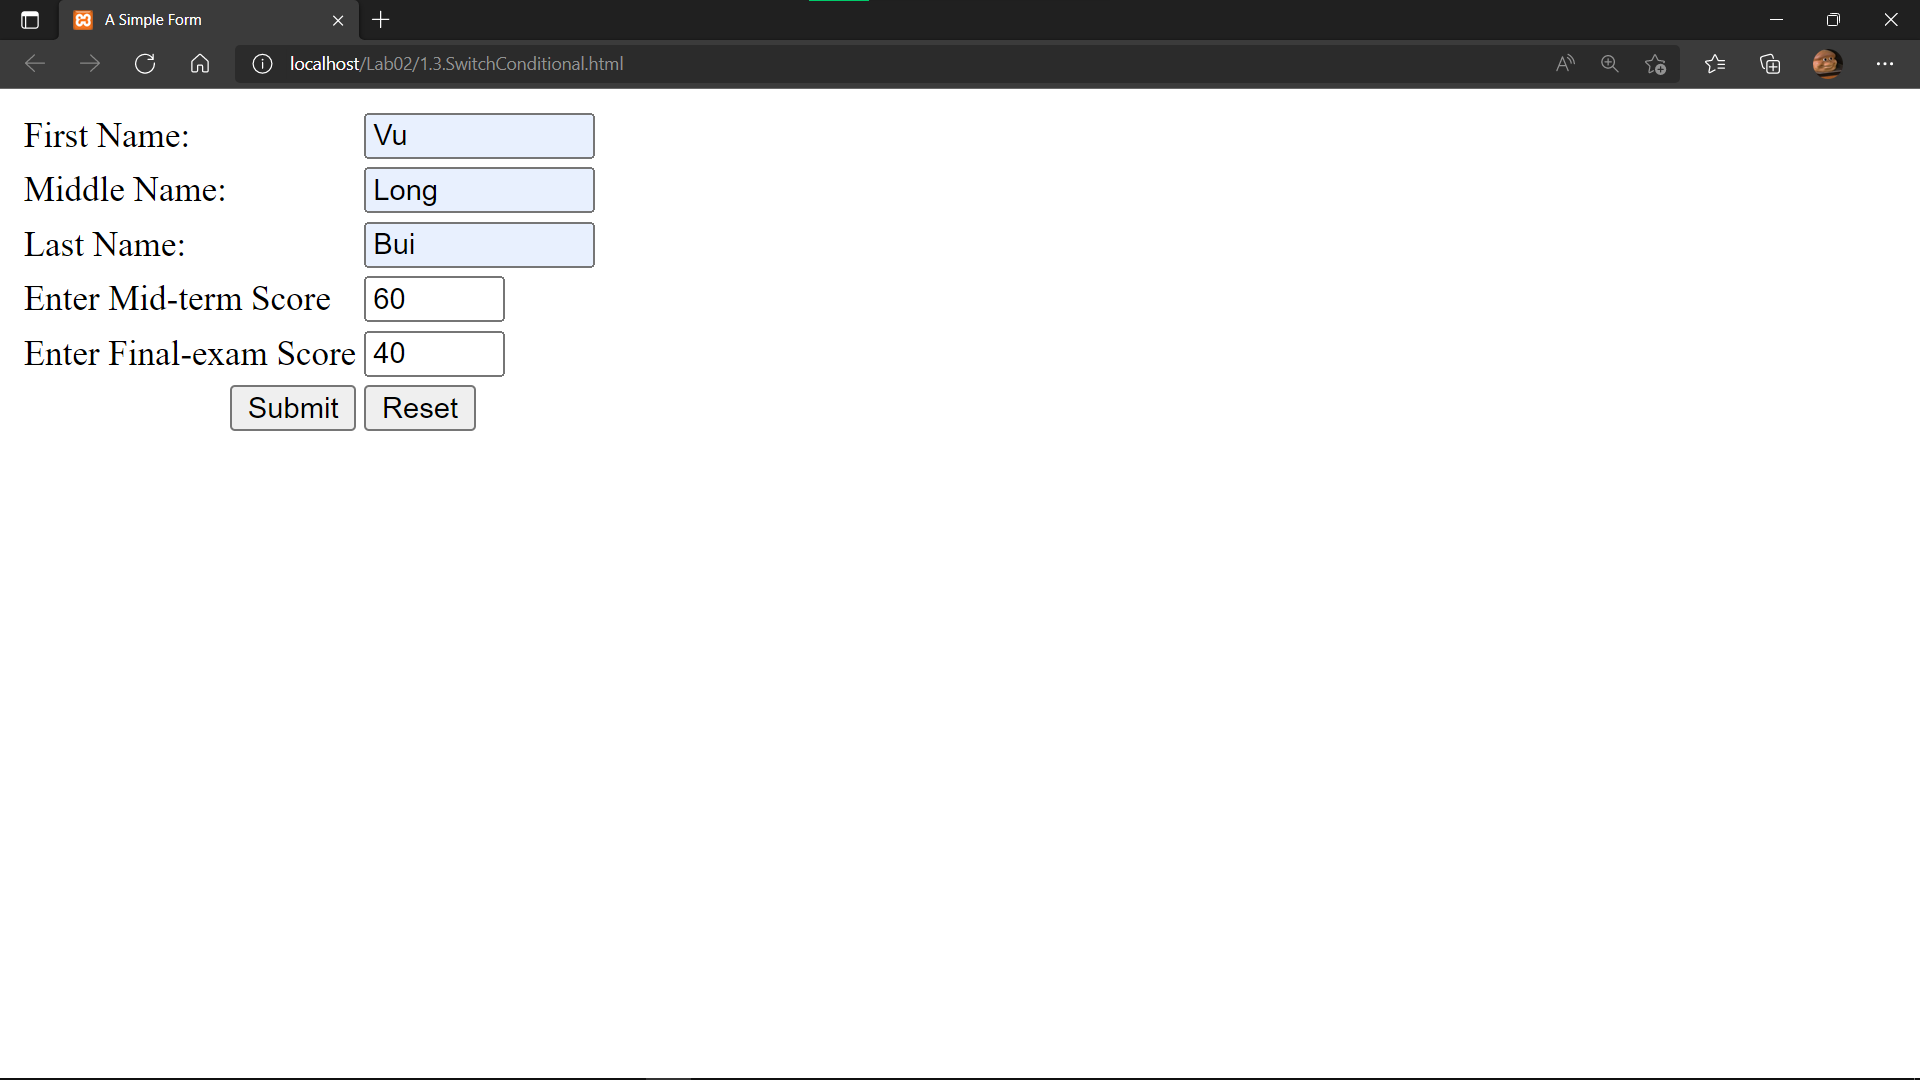 A Simple Form
localhost/Lab02/1.3.SwitchConditional.html
First Name: Vu
Middle Name: Long
Last Name: Bui
Enter Mid-term Score 60
Enter Final-exam Score 40
Submit Reset